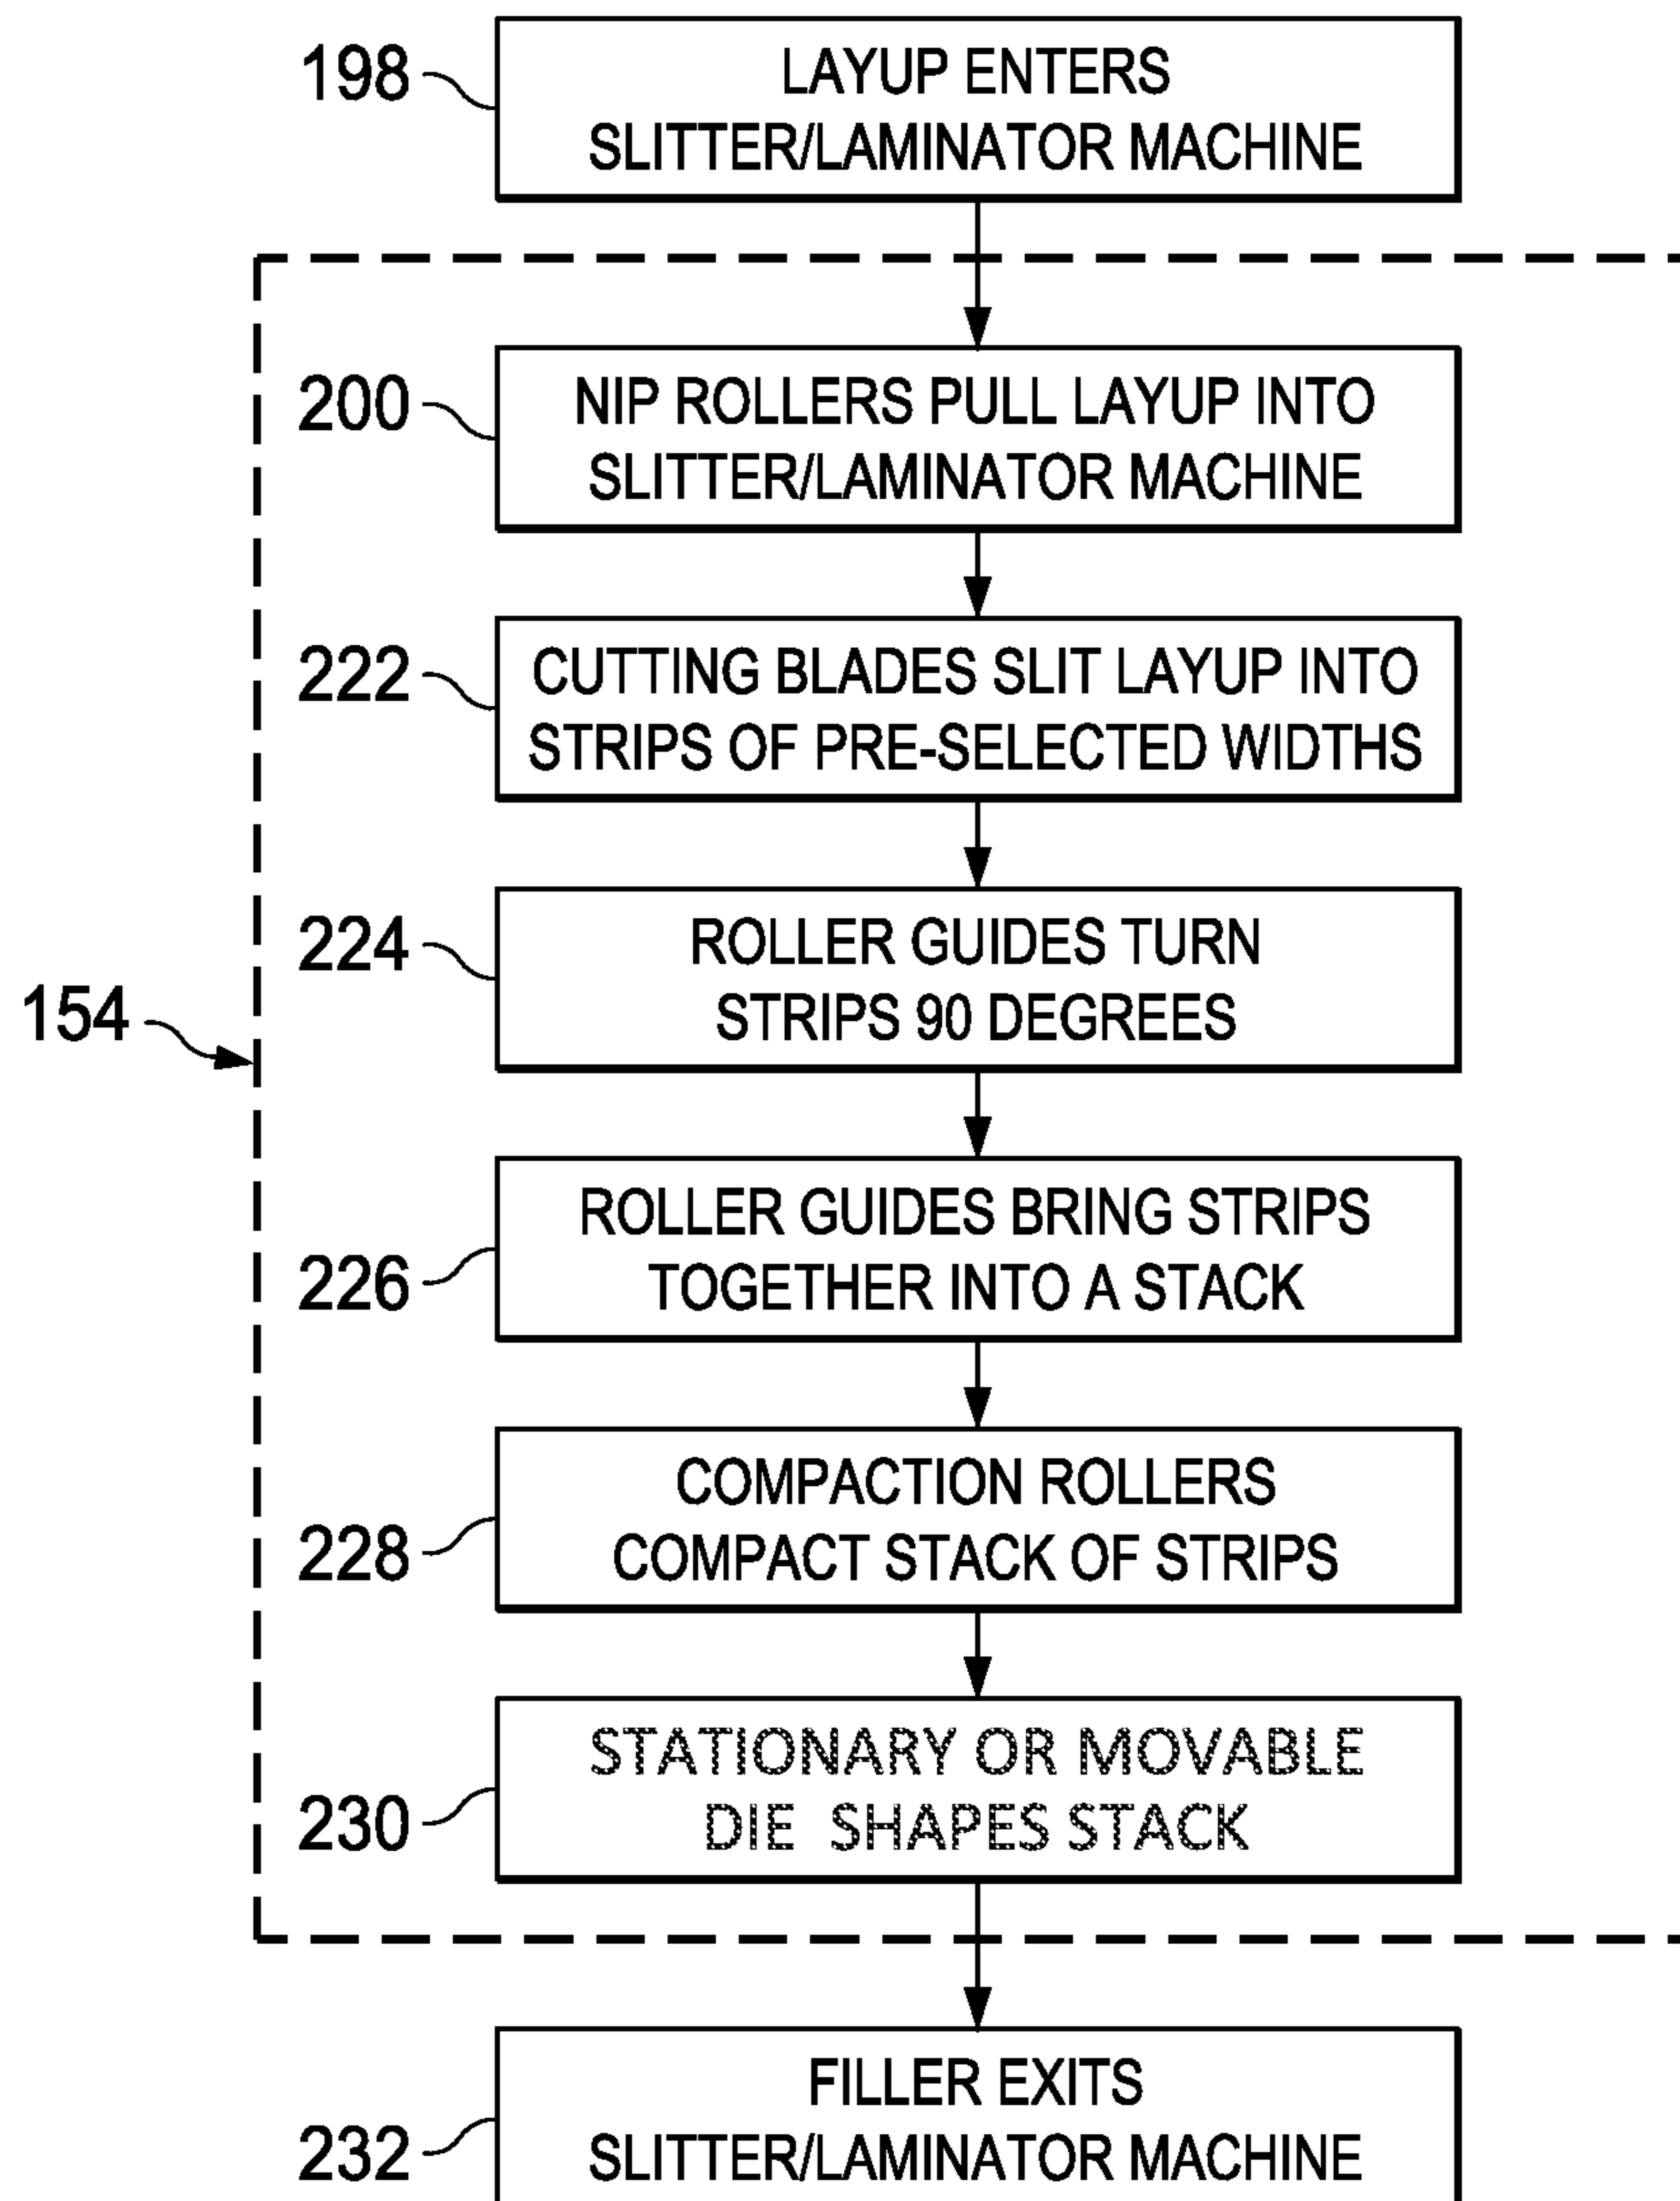 198
LAYUP ENTERS
SLITTER/LAMINATOR MACHINE
200
NIP ROLLERS PULL LAYUP INTO
SLITTER/LAMINATOR MACHINE
222
CUTTING BLADES SLIT LAYUP INTO
STRIPS OF PRE-SELECTED WIDTHS
224
ROLLER GUIDES TURN
STRIPS 90 DEGREES
154
226
ROLLER GUIDES BRING STRIPS
TOGETHER INTO A STACK
228
COMPACTION ROLLERS
COMPACT STACK OF STRIPS
230
STATIONARY OR MOVABLE
DIE SHAPES STACK
232
FILLER EXITS
SLITTER/LAMINATOR MACHINE